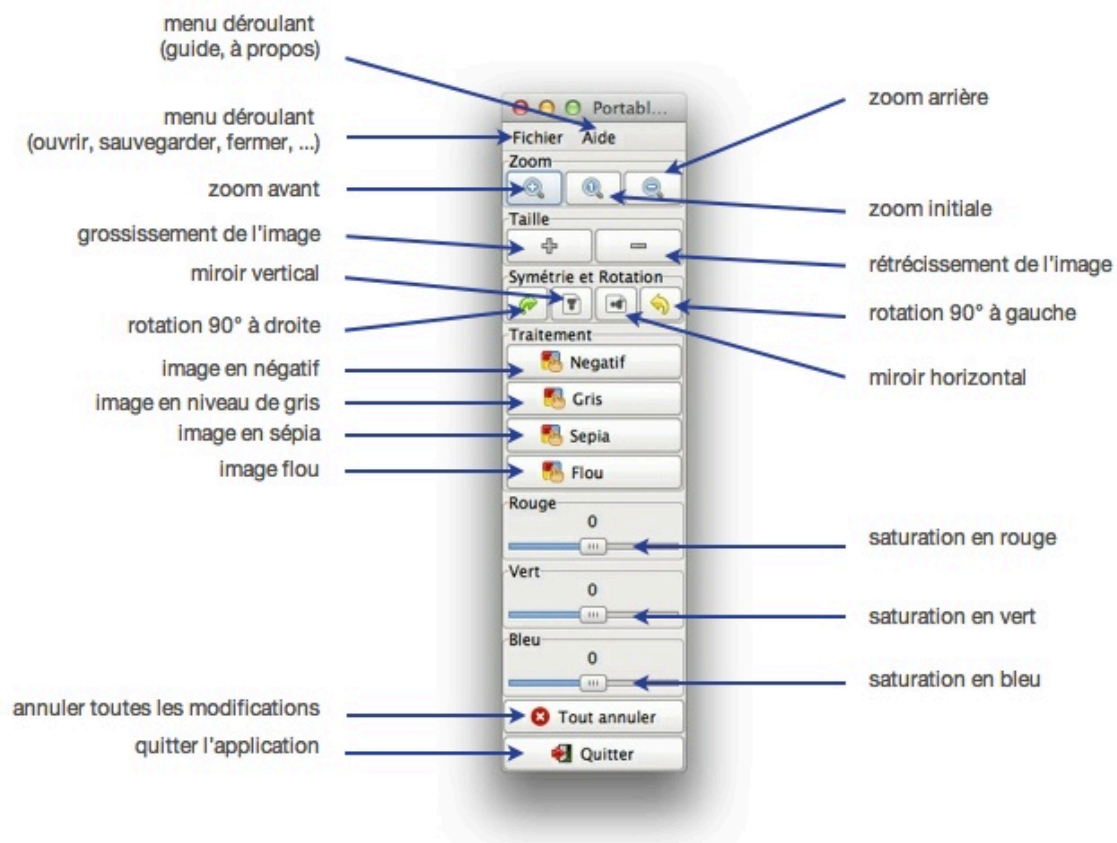 menu déroulant
(guide, à propos)
menu déroulant
(ouvrir, sauvegarder, fermer, ...)
zoom avant
grossissement de l'image
miroir vertical
rotation 90° à droite
image en négatif
image en niveau de gris
image en sépia
image flou
annuler toutes les modifications
quitter l'application
Portabl...
Fichier Aide
Zoom
1
Taille
Symétrie et Rotation
Traitement
Negatif
Gris
Sepia
Flou
Rouge
0
Vert
0
Bleu
0
Tout annuler
Quitter
zoom arrière
zoom initiale
rétrécissement de l'image
rotation 90° à gauche
miroir horizontal
saturation en rouge
saturation en vert
saturation en bleu